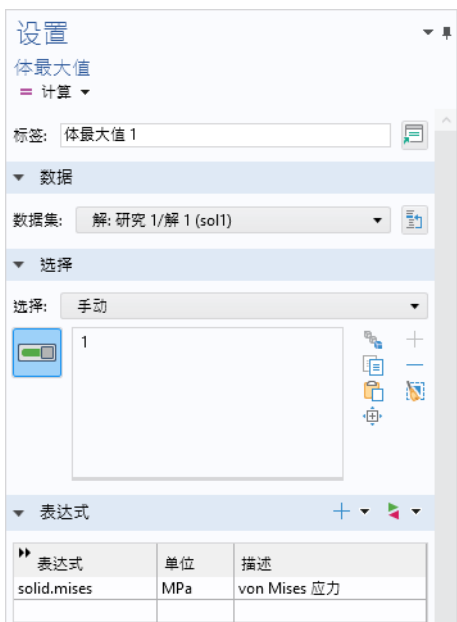 设置
体最大值
= 计算
标签: 体最大值 1
数据
数据集: 解: 研究 1/解 1 (sol1)
选择
选择: 手动
1
表达式
表达式 单位 描述
solid.mises MPa von Mises 应力